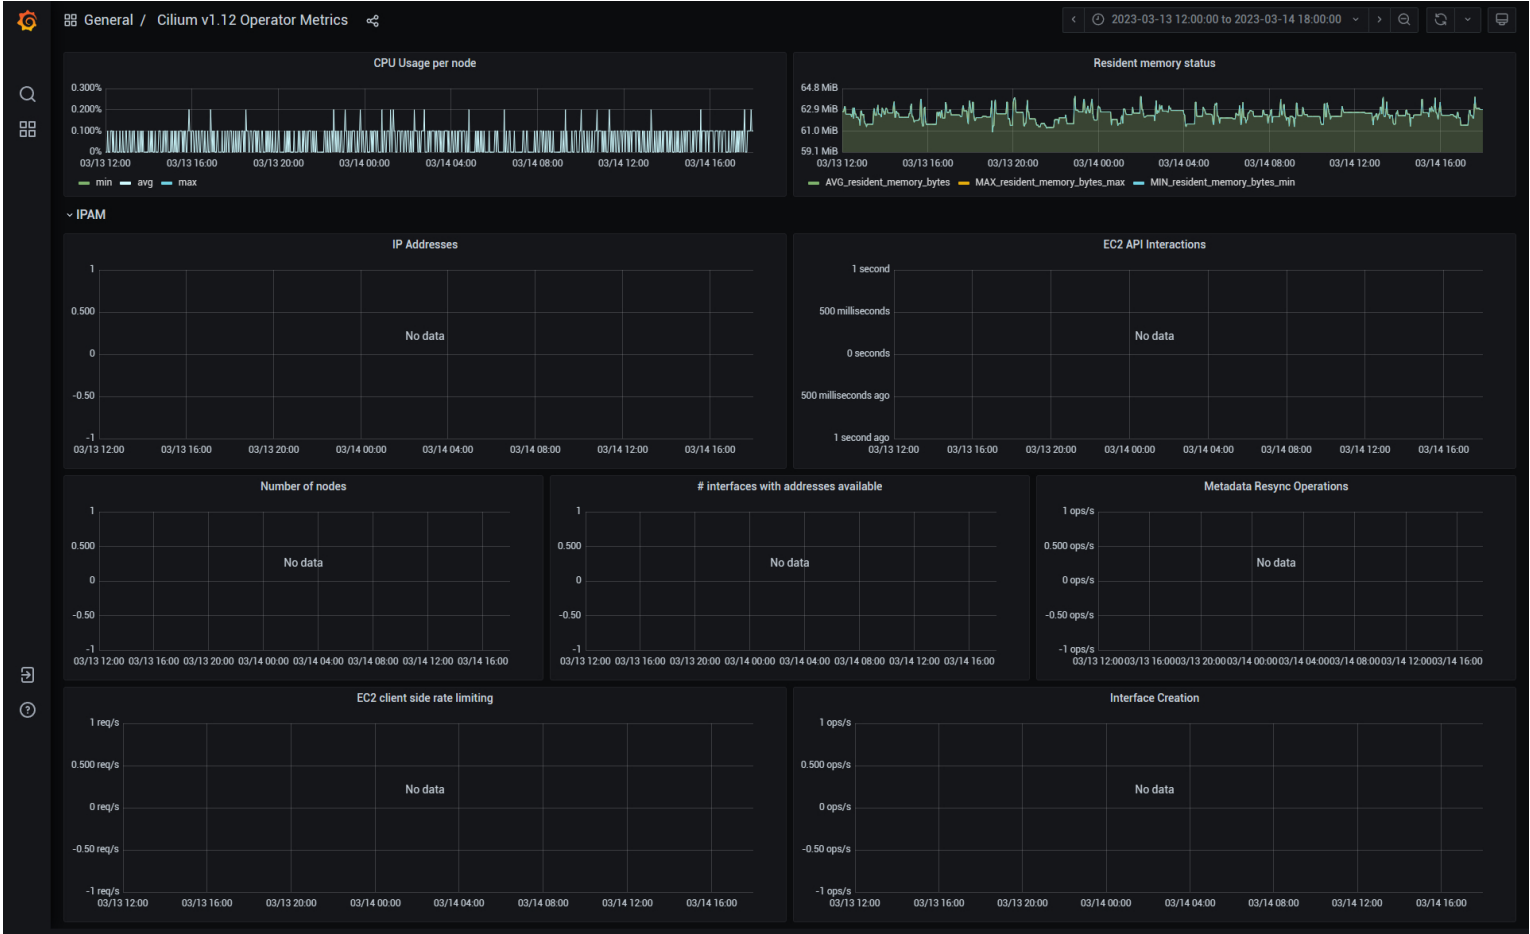 General / Cilium v1.12 Operator Metrics
2023-03-13 12:00:00 to 2023-03-14 18:00:00
CPU Usage per node
0.300%
0.200%
0.100%
0%
03/13 12:00 03/13 16:00 03/13 20:00 03/14 00:00 03/14 04:00 03/14 08:00 03/14 12:00 03/14 16:00
min avg max
Resident memory status
64.8 MiB
62.9 MiB
61.0 MiB
59.1 MiB
03/13 12:00 03/13 16:00 03/13 20:00 03/14 00:00 03/14 04:00 03/14 08:00 03/14 12:00 03/14 16:00
AVG_resident_memory_bytes MAX_resident_memory_bytes_max MIN_resident_memory_bytes_min
IPAM
IP Addresses
1
0.500
0
-0.50
-1
No data
03/13 12:00 03/13 16:00 03/13 20:00 03/14 00:00 03/14 04:00 03/14 08:00 03/14 12:00 03/14 16:00
EC2 API Interactions
1 second
500 milliseconds
0 seconds
500 milliseconds ago
1 second ago
No data
03/13 12:00 03/13 16:00 03/13 20:00 03/14 00:00 03/14 04:00 03/14 08:00 03/14 12:00 03/14 16:00
Number of nodes
1
0.500
0
-0.50
-1
No data
03/13 12:00 03/13 16:00 03/13 20:00 03/14 00:00 03/14 04:00 03/14 08:00 03/14 12:00 03/14 16:00
# interfaces with addresses available
1
0.500
0
-0.50
-1
No data
03/13 12:00 03/13 16:00 03/13 20:00 03/14 00:00 03/14 04:00 03/14 08:00 03/14 12:00 03/14 16:00
Metadata Resync Operations
1 ops/s
0.500 ops/s
0 ops/s
-0.50 ops/s
-1 ops/s
No data
03/13 12:00 03/13 16:00 03/13 20:00 03/14 00:00 03/14 04:00 03/14 08:00 03/14 12:00 03/14 16:00
EC2 client side rate limiting
1 req/s
0.500 req/s
0 req/s
-0.50 req/s
-1 req/s
No data
03/13 12:00 03/13 16:00 03/13 20:00 03/14 00:00 03/14 04:00 03/14 08:00 03/14 12:00 03/14 16:00
Interface Creation
1 ops/s
0.500 ops/s
0 ops/s
-0.50 ops/s
-1 ops/s
No data
03/13 12:00 03/13 16:00 03/13 20:00 03/14 00:00 03/14 04:00 03/14 08:00 03/14 12:00 03/14 16:00